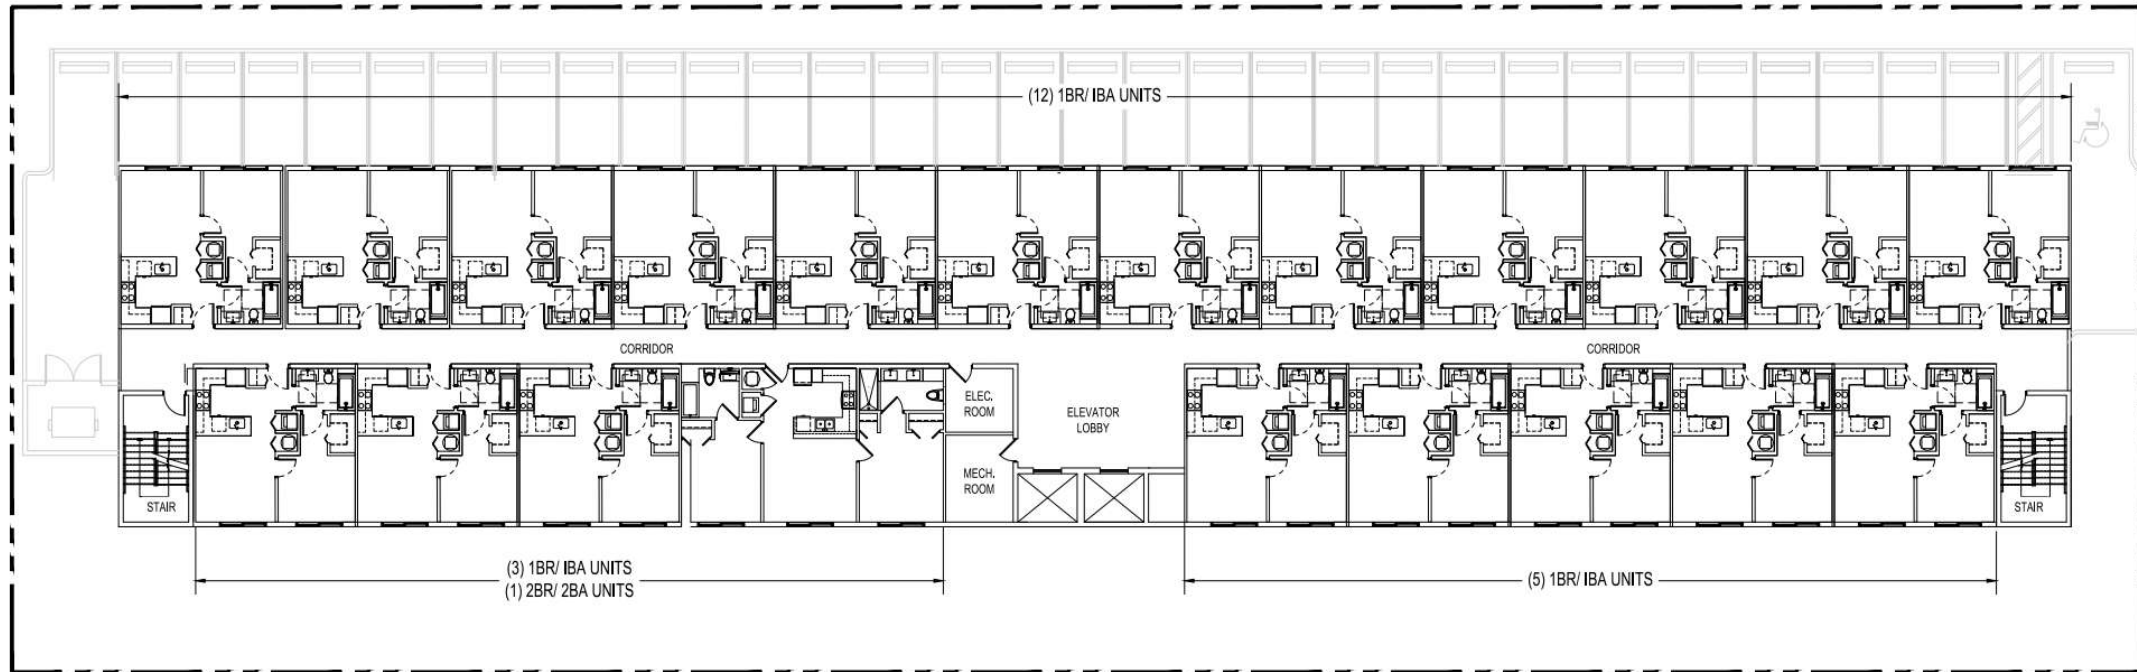 (12) 1BR/ IBA UNITS
CORRIDOR
CORRIDOR
ELEC.
ROOM
ELEVATOR
LOBBY
MECH.
ROOM
STAIR
STAIR
(3) 1BR/ IBA UNITS
(1) 2BR/ 2BA UNITS
(5) 1BR/ IBA UNITS